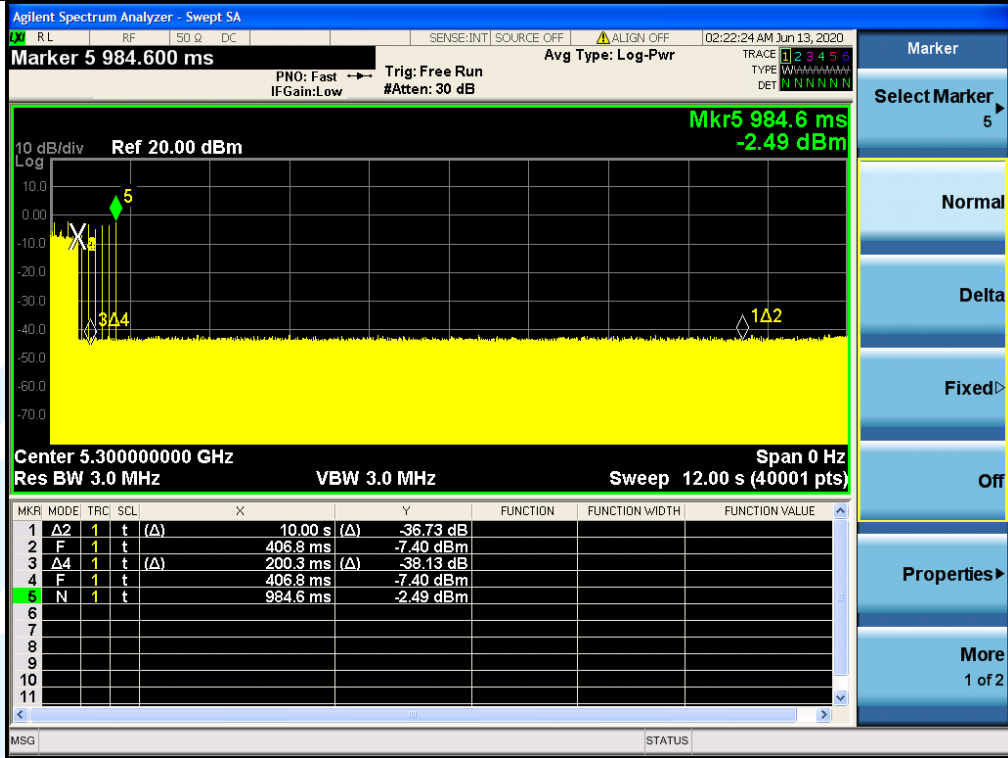 Agilent Spectrum Analyzer - Swept SA
LXI RL RF 50 Ω DC SENSE:INT SOURCE OFF ALIGN OFF 02:22:24 AM Jun 13, 2020
Marker 5 984.600 ms
PNO: Fast
IFGain:Low
Trig: Free Run
#Atten: 30 dB
Avg Type: Log-Pwr
TRACE 1 2 3 4 5 6
TYPE WWWWWW
DET N N N N N N
Mkr5 984.6 ms
-2.49 dBm
10 dB/div Ref 20.00 dBm
Log
10.0
0.00
-10.0
-20.0
-30.0
-40.0
-50.0
-60.0
-70.0
5
3Δ4
1Δ2
Center 5.300000000 GHz Span 0 Hz
Res BW 3.0 MHz VBW 3.0 MHz Sweep 12.00 s (40001 pts)
MKR MODE TRC SCL X Y FUNCTION FUNCTION WIDTH FUNCTION VALUE
1 Δ2 1 t (Δ) 10.00 s (Δ) -36.73 dB
2 F 1 t 406.8 ms -7.40 dBm
3 Δ4 1 t (Δ) 200.3 ms (Δ) -38.13 dB
4 F 1 t 406.8 ms -7.40 dBm
5 N 1 t 984.6 ms -2.49 dBm
6
7
8
9
10
11
MSG STATUS
Marker
Select Marker
5
Normal
Delta
Fixed
Off
Properties
More
1 of 2